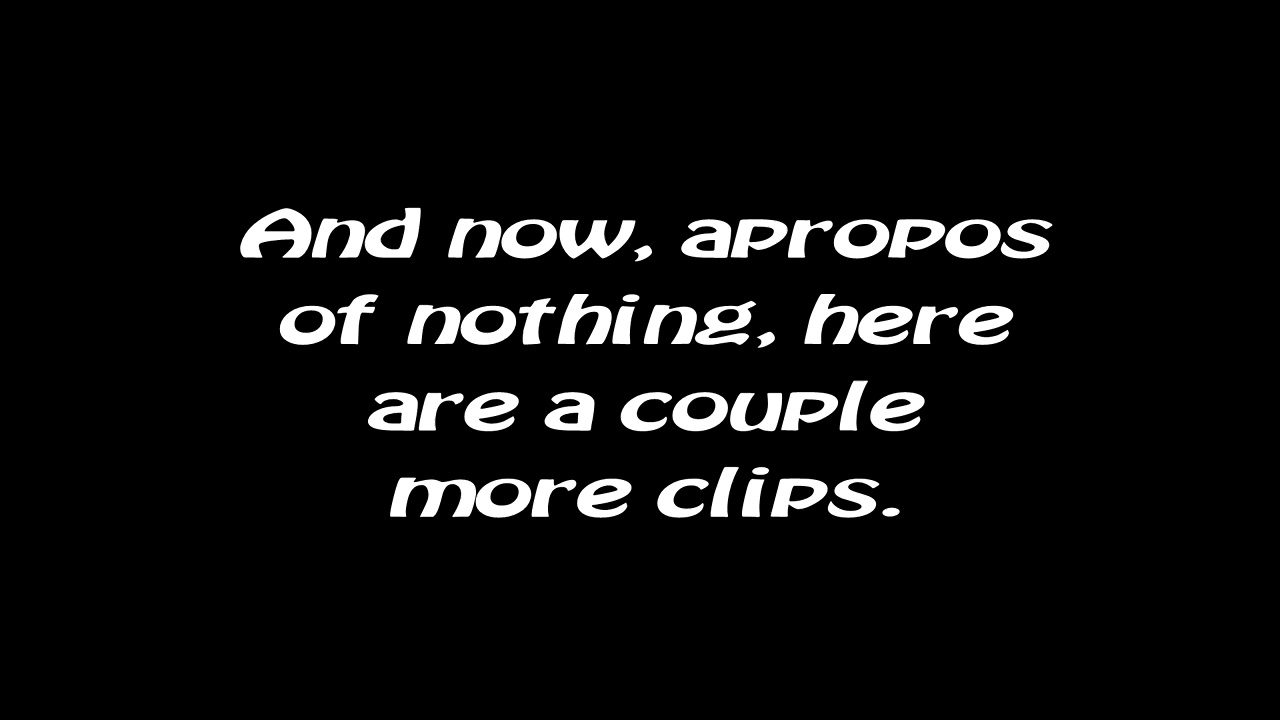 And now, apropos
of nothing, here
are a couple
more clips.